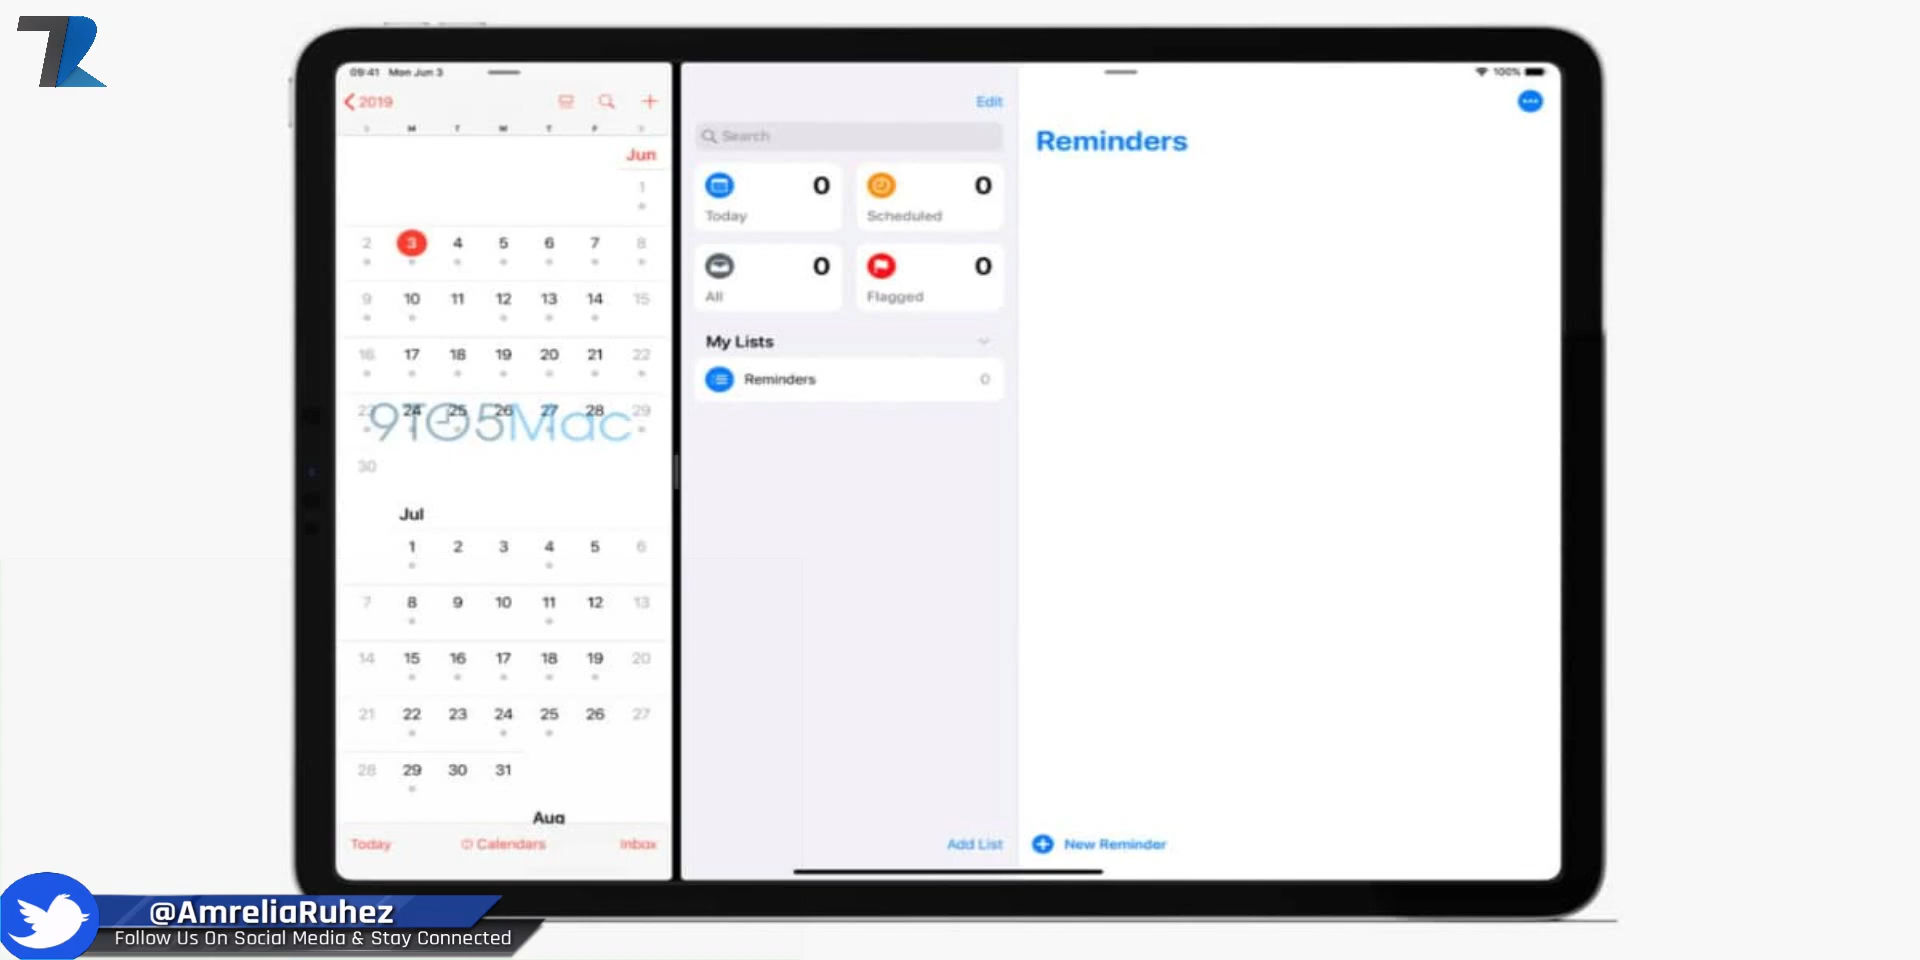 7R
09:41 Mon Jun 3
2019
S M T W T F S
Jun
1
2 3 4 5 6 7 8
9 10 11 12 13 14 15
16 17 18 19 20 21 22
23 24 25 26 27 28 29
9TO5Mac
30
Jul
1 2 3 4 5 6
7 8 9 10 11 12 13
14 15 16 17 18 19 20
21 22 23 24 25 26 27
28 29 30 31
Aug
Today Calendars Inbox
Edit
Search
0 0
Today Scheduled
0 0
All Flagged
My Lists
Reminders 0
Add List
100%
Reminders
New Reminder
@AmreliaRuhez
Follow Us On Social Media & Stay Connected